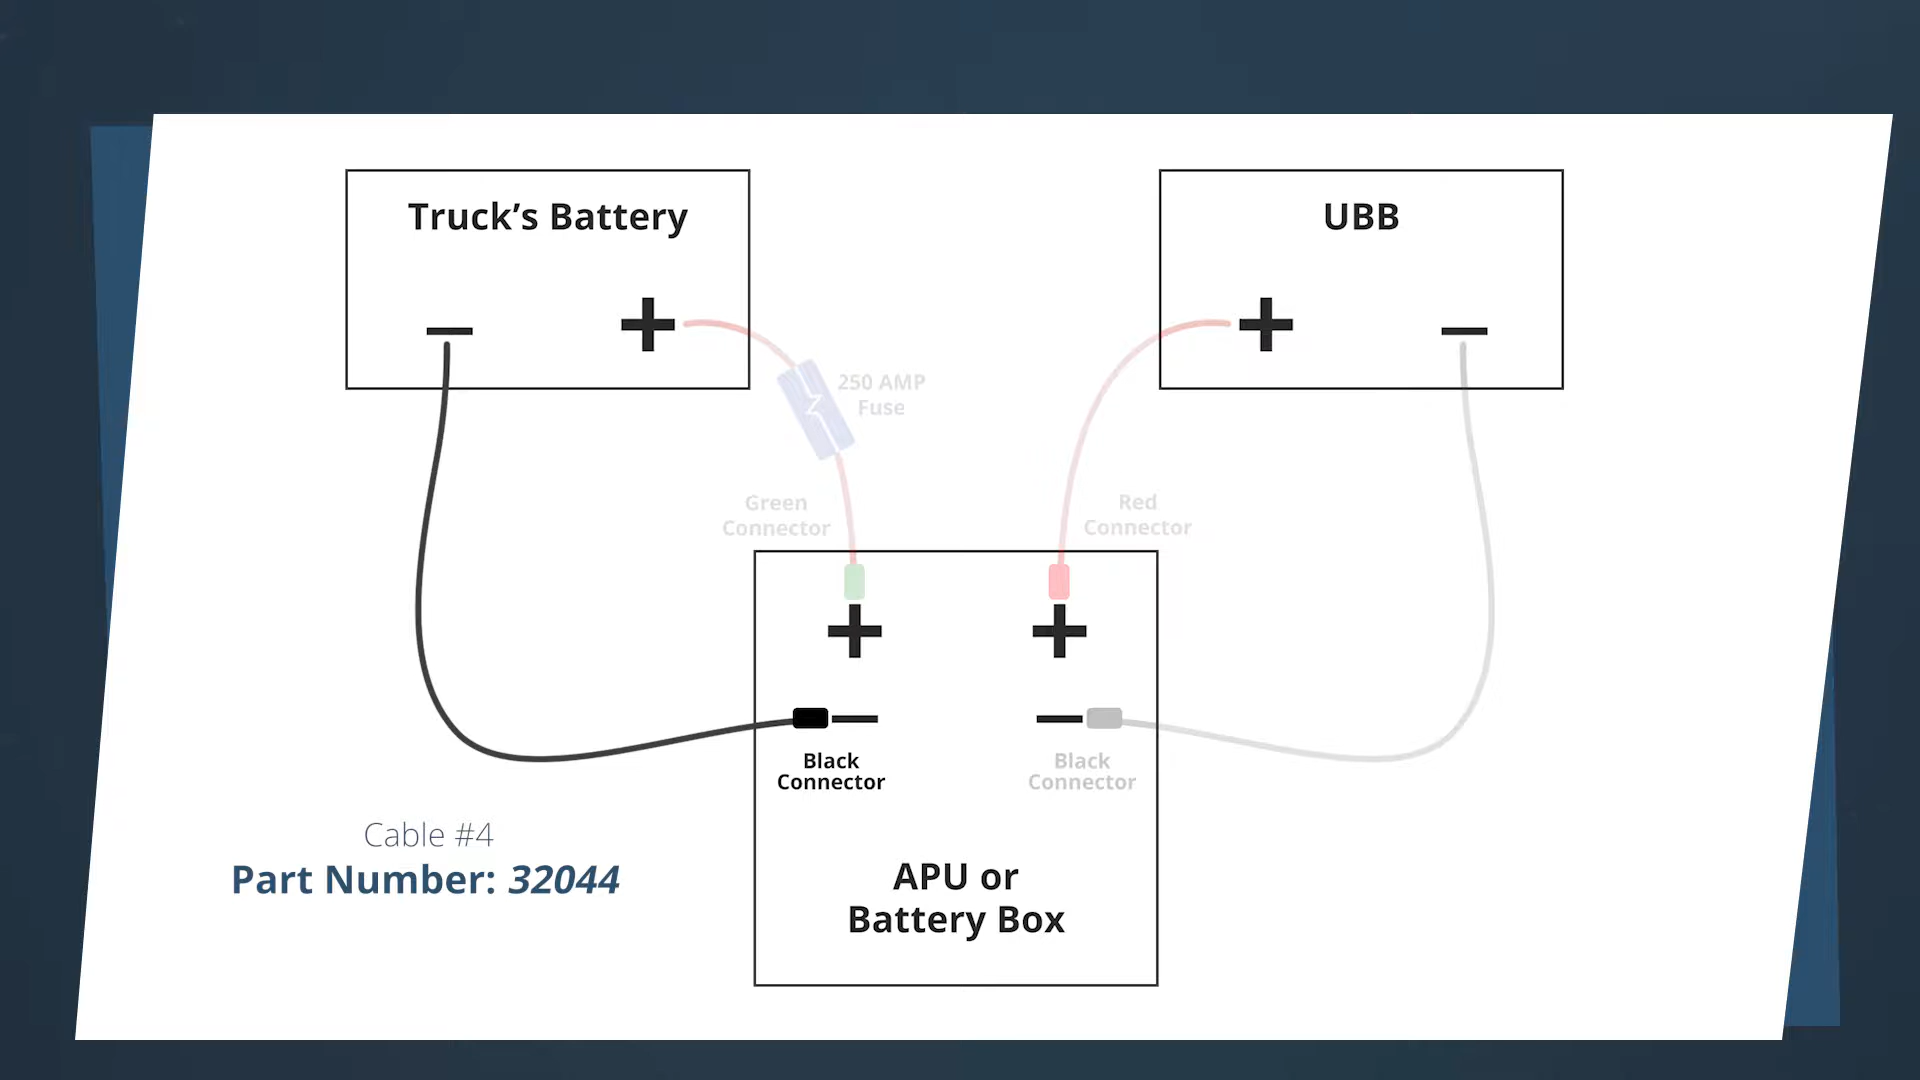 Truck’s Battery
UBB
250 AMP
Fuse
Green
Connector
Red
Connector
Black
Connector
Black
Connector
Cable #4
Part Number: 32044
APU or
Battery Box